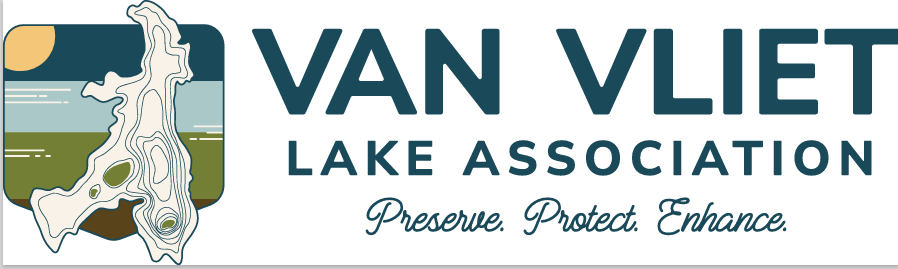 VAN VLIET
LAKE ASSOCIATION
Preserve. Protect. Enhance.